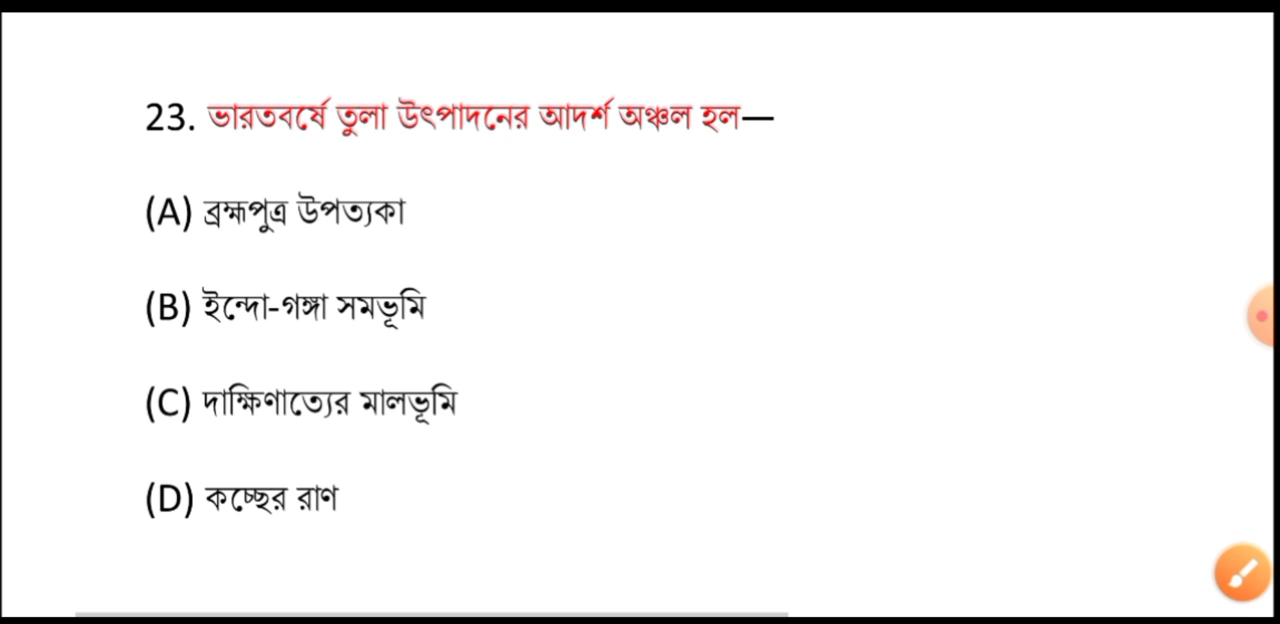 23. ভারতবর্ষে তুলা উৎপাদনের আদর্শ অঞ্চল হল—
(A) ব্রহ্মপুত্র উপত্যকা
(B) ইন্দো-গঙ্গা সমভূমি
(C) দাক্ষিণাত্যের মালভূমি
(D) কচ্ছের রাণ